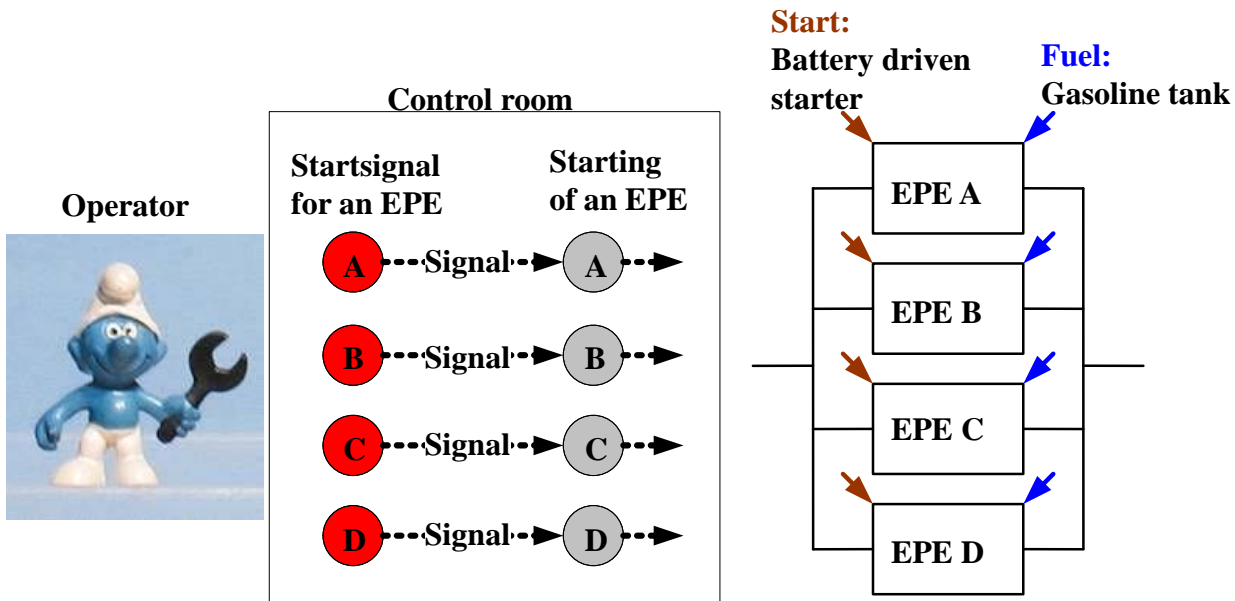 Start:
Battery driven
starter
Fuel:
Gasoline tank
Control room
Operator
Startsignal
for an EPE
Starting
of an EPE
A Signal A
B Signal B
C Signal C
D Signal D
EPE A
EPE B
EPE C
EPE D